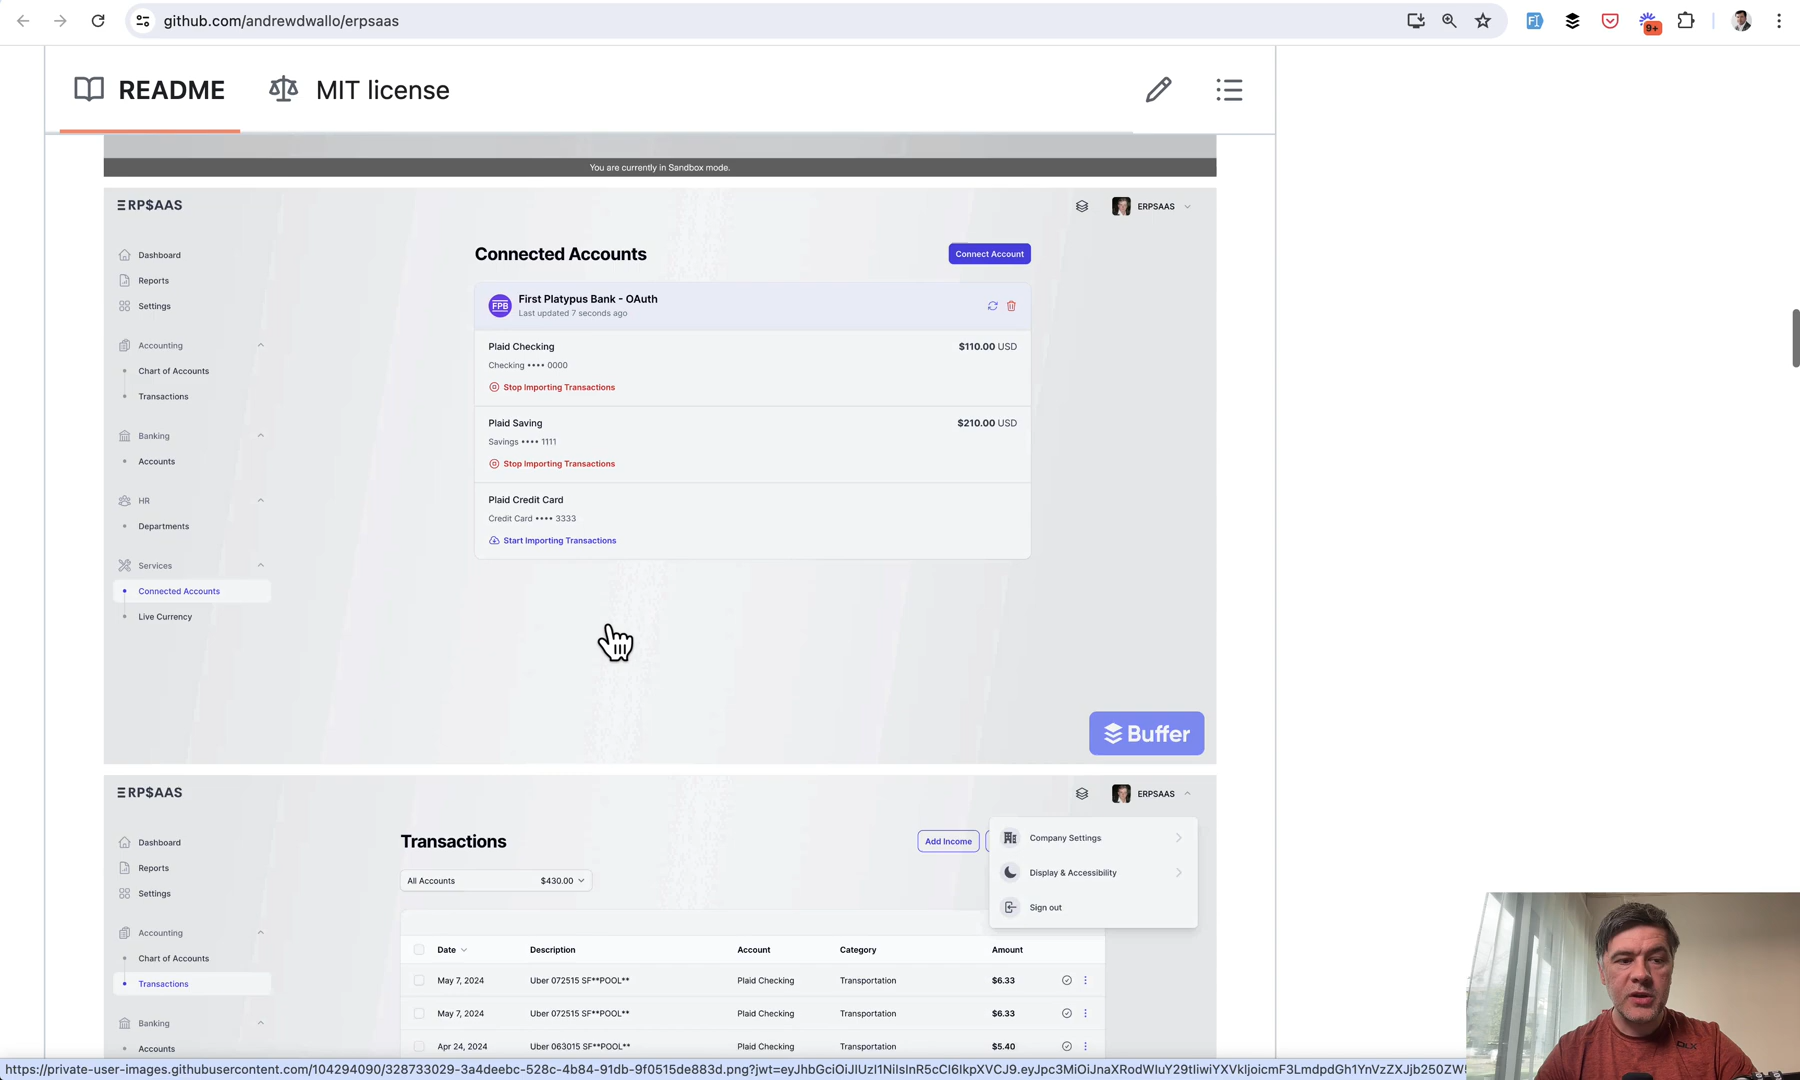 github.com/andrewdwallo/erpsaas
9+
README
MIT license
You are currently in Sandbox mode.
ERP$AAS
ERPSAAS
Dashboard
Reports
Settings
Accounting
Chart of Accounts
Transactions
Banking
Accounts
HR
Departments
Services
Connected Accounts
Live Currency
Connected Accounts
Connect Account
FPB
First Platypus Bank - OAuth
Last updated 7 seconds ago
Plaid Checking
$110.00 USD
Checking •••• 0000
Stop Importing Transactions
Plaid Saving
$210.00 USD
Savings •••• 1111
Stop Importing Transactions
Plaid Credit Card
Credit Card •••• 3333
Start Importing Transactions
Buffer
ERP$AAS
ERPSAAS
Dashboard
Reports
Settings
Accounting
Chart of Accounts
Transactions
Banking
Accounts
Transactions
Add Income
Company Settings
Display & Accessibility
Sign out
All Accounts $430.00
Date Description Account Category Amount
May 7, 2024 Uber 072515 SF**POOL** Plaid Checking Transportation $6.33
May 7, 2024 Uber 072515 SF**POOL** Plaid Checking Transportation $6.33
Apr 24, 2024 Uber 063015 SF**POOL** Plaid Checking Transportation $5.40